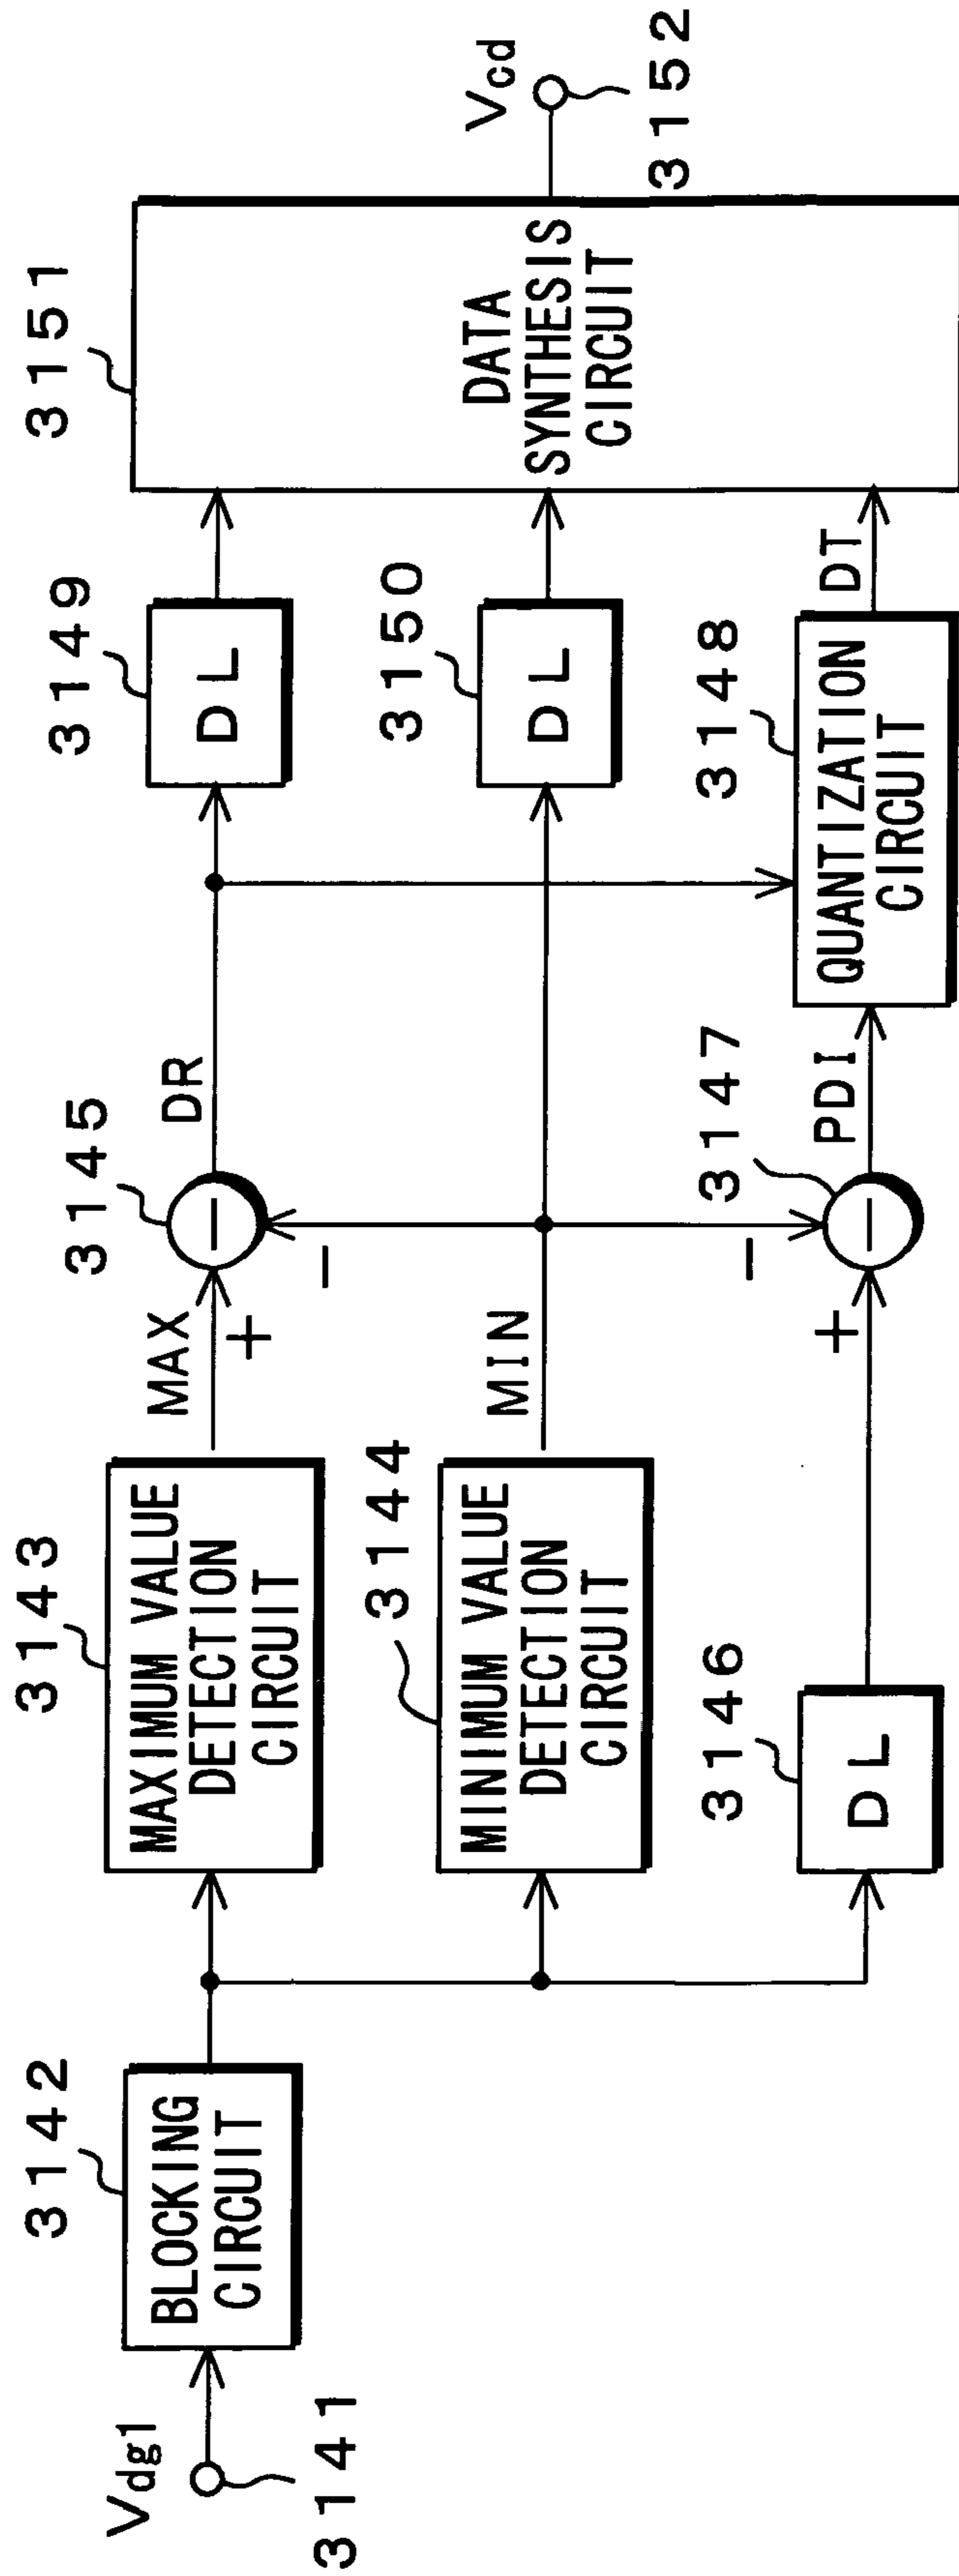 Vdg1
3141
3142
BLOCKING
CIRCUIT
3143
MAXIMUM VALUE
DETECTION
CIRCUIT
3144
MINIMUM VALUE
DETECTION
CIRCUIT
3146
DL
MAX
+
−
3145
−
DR
MIN
−
+
3147
−
PDI
3149
DL
3150
DL
3148
QUANTIZATION
CIRCUIT
DT
3151
DATA
SYNTHESIS
CIRCUIT
Vcd
3152